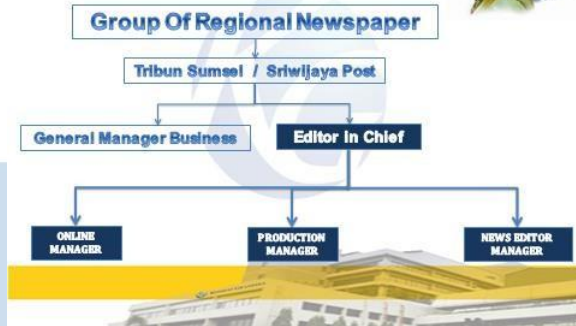 Group Of Regional Newspaper
Tribun Sumsel / Sriwijaya Post
General Manager Business
Editor in Chief
ONLINE
MANAGER
PRODUCTION
MANAGER
NEWS EDITOR
MANAGER